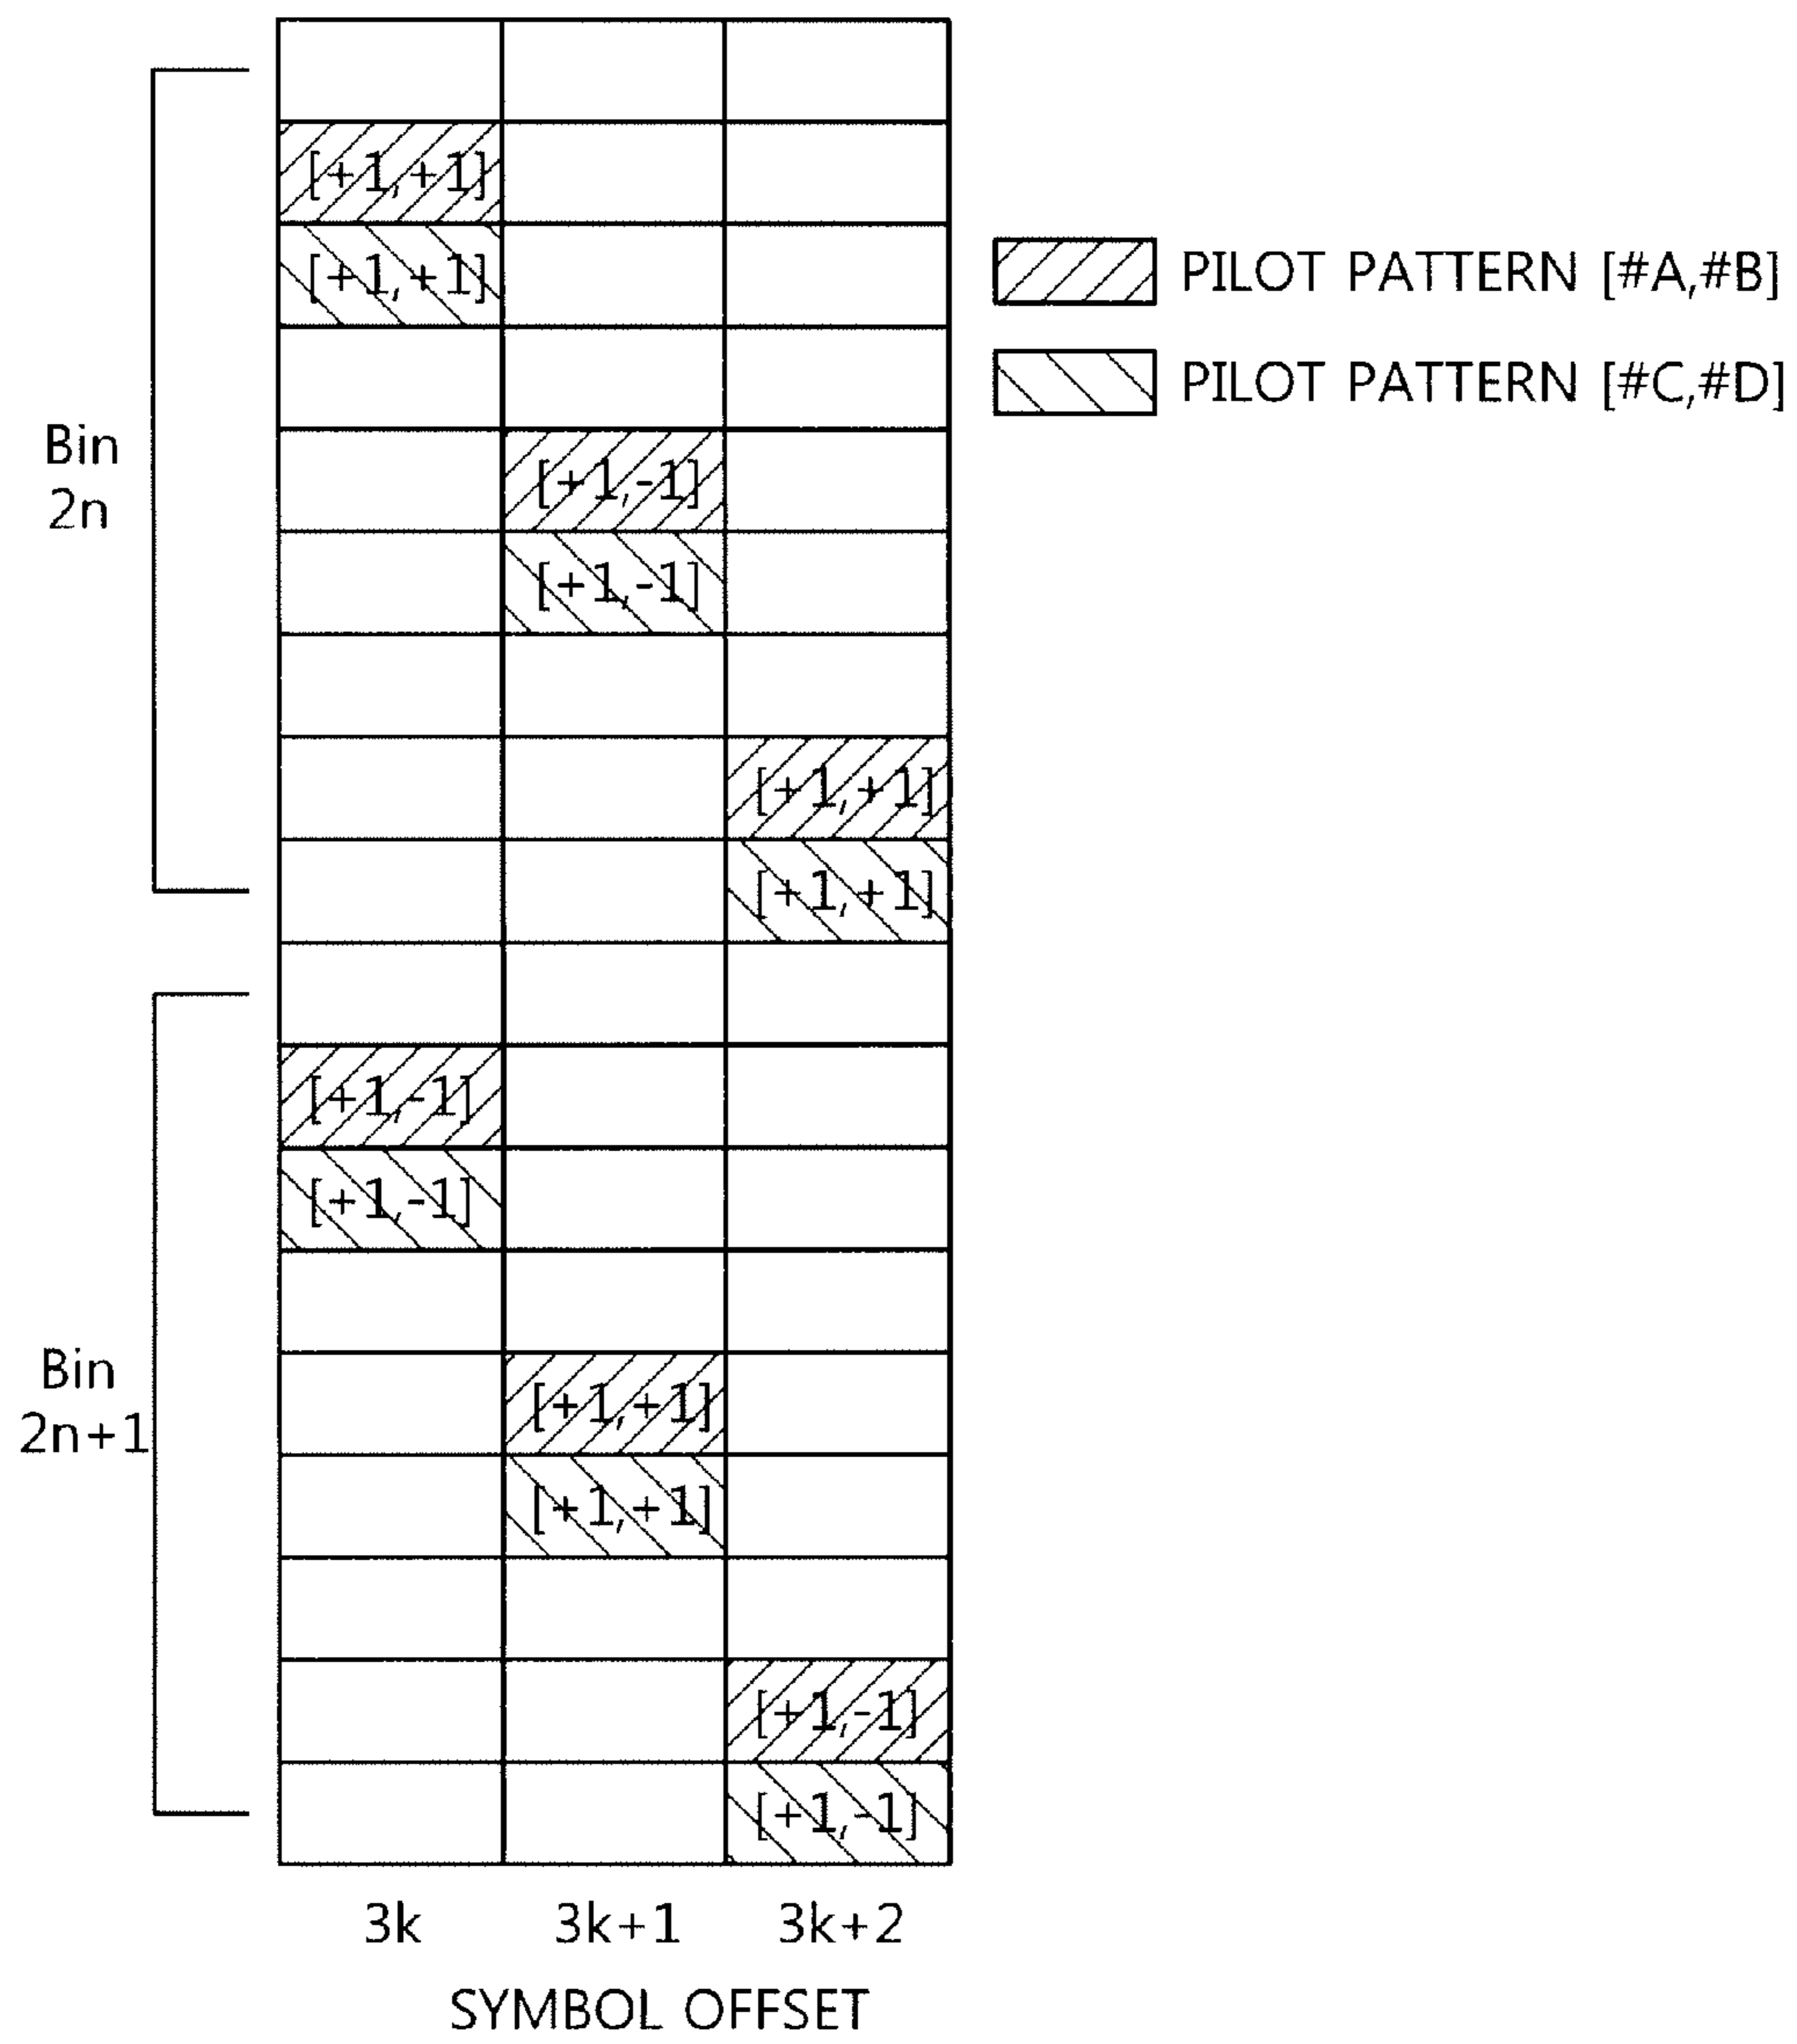 [+1,+1]
[+1,+1]
PILOT PATTERN [#A,#B]
PILOT PATTERN [#C,#D]
Bin
2n
[+1,-1]
[+1,-1]
[+1,+1]
[+1,+1]
[+1,-1]
[+1,-1]
Bin
2n+1
[+1,+1]
[+1,+1]
[+1,-1]
[+1,-1]
3k 3k+1 3k+2
SYMBOL OFFSET